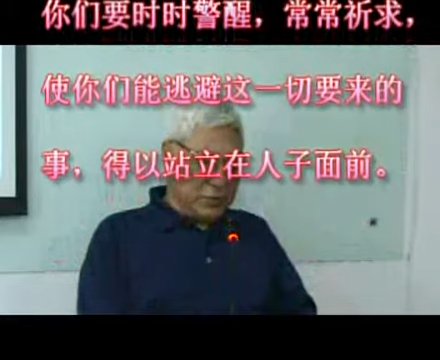 你们要时时警醒，常常祈求，
使你们能逃避这一切要来的
事，得以站立在人子面前。